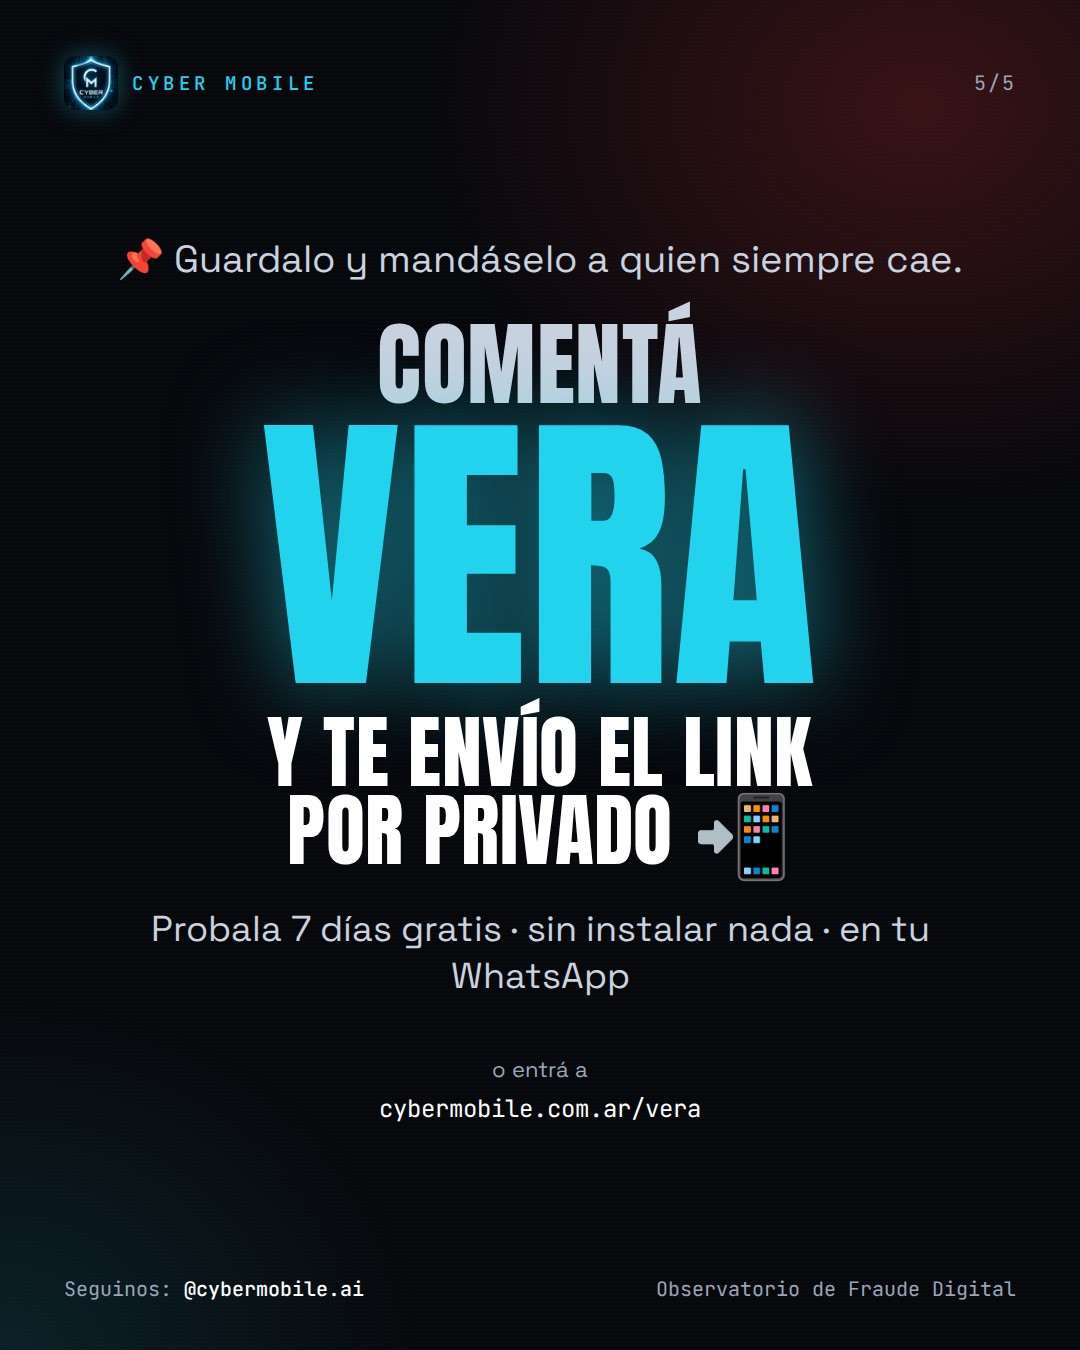 CM
CYBER
CYBER MOBILE
5/5
📌 Guardalo y mandáselo a quien siempre cae.
COMENTÁ
VERA
Y TE ENVÍO EL LINK
POR PRIVADO 📲
Probala 7 días gratis · sin instalar nada · en tu
WhatsApp
o entrá a
cybermobile.com.ar/vera
Seguinos: @cybermobile.ai
Observatorio de Fraude Digital